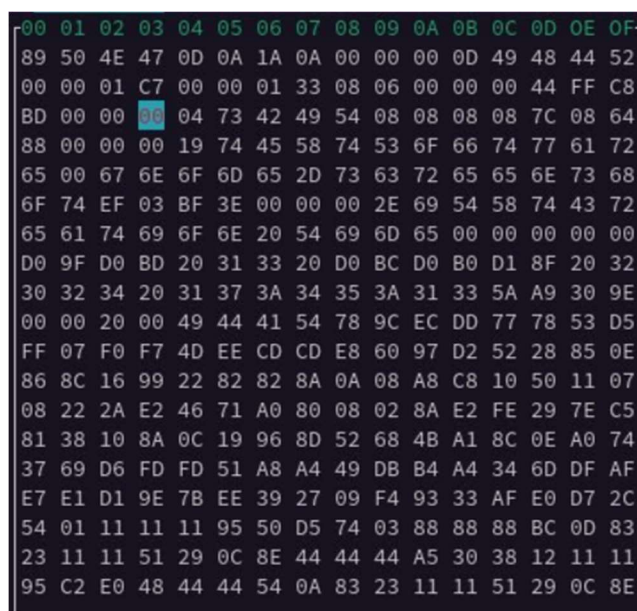 00 01 02 03 04 05 06 07 08 09 0A 0B 0C 0D 0E 0F
89 50 4E 47 0D 0A 1A 0A 00 00 00 0D 49 48 44 52
00 00 01 C7 00 00 01 33 08 06 00 00 00 44 FF C8
BD 00 00 00 04 73 42 49 54 08 08 08 08 7C 08 64
88 00 00 00 19 74 45 58 74 53 6F 66 74 77 61 72
65 00 67 6E 6F 6D 65 2D 73 63 72 65 65 6E 73 68
6F 74 EF 03 BF 3E 00 00 00 2E 69 54 58 74 43 72
65 61 74 69 6F 6E 20 54 69 6D 65 00 00 00 00 00
D0 9F D0 BD 20 31 33 20 D0 BC D0 B0 D1 8F 20 32
30 32 34 20 31 37 3A 34 35 3A 31 33 5A A9 30 9E
00 00 20 00 49 44 41 54 78 9C EC DD 77 78 53 D5
FF 07 F0 F7 4D EE CD CD E8 60 97 D2 52 28 85 0E
86 8C 16 99 22 82 82 8A 0A 08 A8 C8 10 50 11 07
08 22 2A E2 46 71 A0 80 08 02 8A E2 FE 29 7E C5
81 38 10 8A 0C 19 96 8D 52 68 4B A1 8C 0E A0 74
37 69 D6 FD FD 51 A8 A4 49 DB B4 A4 34 6D DF AF
E7 E1 D1 9E 7B EE 39 27 09 F4 93 33 AF E0 D7 2C
54 01 11 11 11 95 50 D5 74 03 88 88 88 BC 0D 83
23 11 11 51 29 0C 8E 44 44 44 A5 30 38 12 11 11
95 C2 E0 48 44 44 54 0A 83 23 11 11 51 29 0C 8E